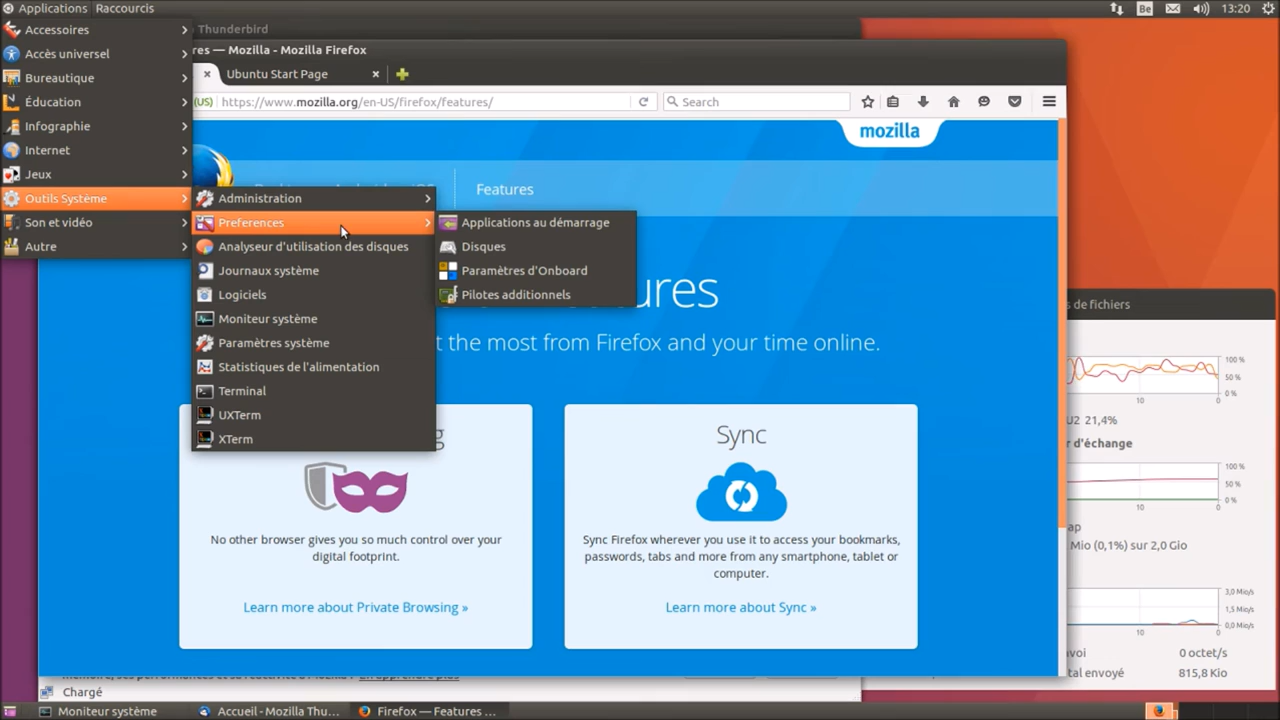 Applications Raccourcis
Be
13:20
Accessoires
Accès universel
Bureautique
Éducation
Infographie
Internet
Jeux
Outils Système
Son et vidéo
Autre
Thunderbird
res — Mozilla - Mozilla Firefox
Ubuntu Start Page
(US) https://www.mozilla.org/en-US/firefox/features/
Search
mozilla
Features
Administration
Preferences
Analyseur d'utilisation des disques
Journaux système
Logiciels
Moniteur système
Paramètres système
Statistiques de l'alimentation
Terminal
UXTerm
XTerm
Applications au démarrage
Disques
Paramètres d'Onboard
Pilotes additionnels
ures
t the most from Firefox and your time online.
g
No other browser gives you so much control over your
digital footprint.
Learn more about Private Browsing »
Sync
Sync Firefox wherever you use it to access your bookmarks,
passwords, tabs and more from any smartphone, tablet or
computer.
Learn more about Sync »
s de fichiers
100 %
50 %
0 %
10 0
U2 21,4%
r d'échange
100 %
50 %
0 %
10 0
ap
Mio (0,1%) sur 2,0 Gio
3,0 Mio/s
1,5 Mio/s
0,0 Mio/s
10 0
voi 0 octet/s
tal envoyé 815,8 Kio
Chargé
Moniteur système
Accueil - Mozilla Thu...
Firefox — Features ...